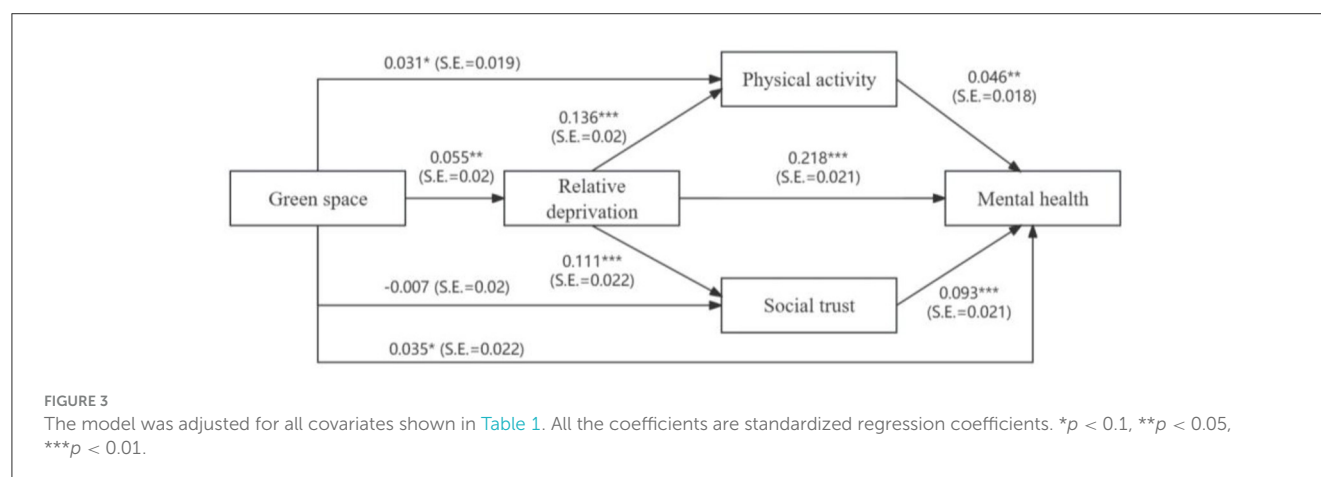 0.031* (S.E.=0.019)
Physical activity
0.046**
(S.E.=0.018)
0.136***
(S.E.=0.02)
0.055**
(S.E.=0.02)
0.218***
(S.E.=0.021)
Green space
Relative
deprivation
Mental health
0.111***
(S.E.=0.022)
-0.007 (S.E.=0.02)
Social trust
0.093***
(S.E.=0.021)
0.035* (S.E.=0.022)
FIGURE 3
The model was adjusted for all covariates shown in Table 1. All the coefficients are standardized regression coefficients. *p < 0.1, **p < 0.05,
***p < 0.01.